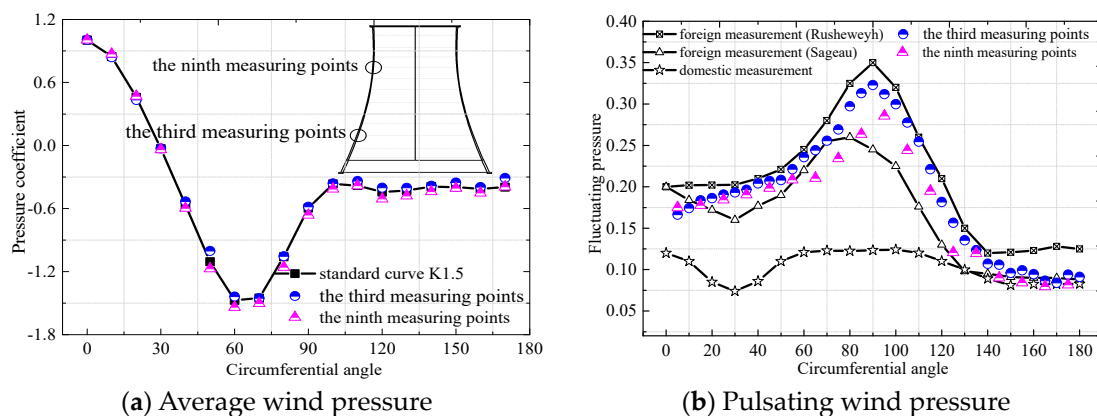 1.2
0.6
0.0
-0.6
-1.2
-1.8
Pressure coefficient
the ninth measuring points
the third measuring points
standard curve K1.5
the third measuring points
the ninth measuring points
0 30 60 90 120 150 180
Circumferential angle
(a) Average wind pressure
0.40
0.35
0.30
0.25
0.20
0.15
0.10
0.05
Fluctuating pressure
foreign measurement (Rusheweyh)
the third measuring points
foreign measurement (Sageau)
the ninth measuring points
domestic measurement
0 20 40 60 80 100 120 140 160 180
Circumferential angle
(b) Pulsating wind pressure